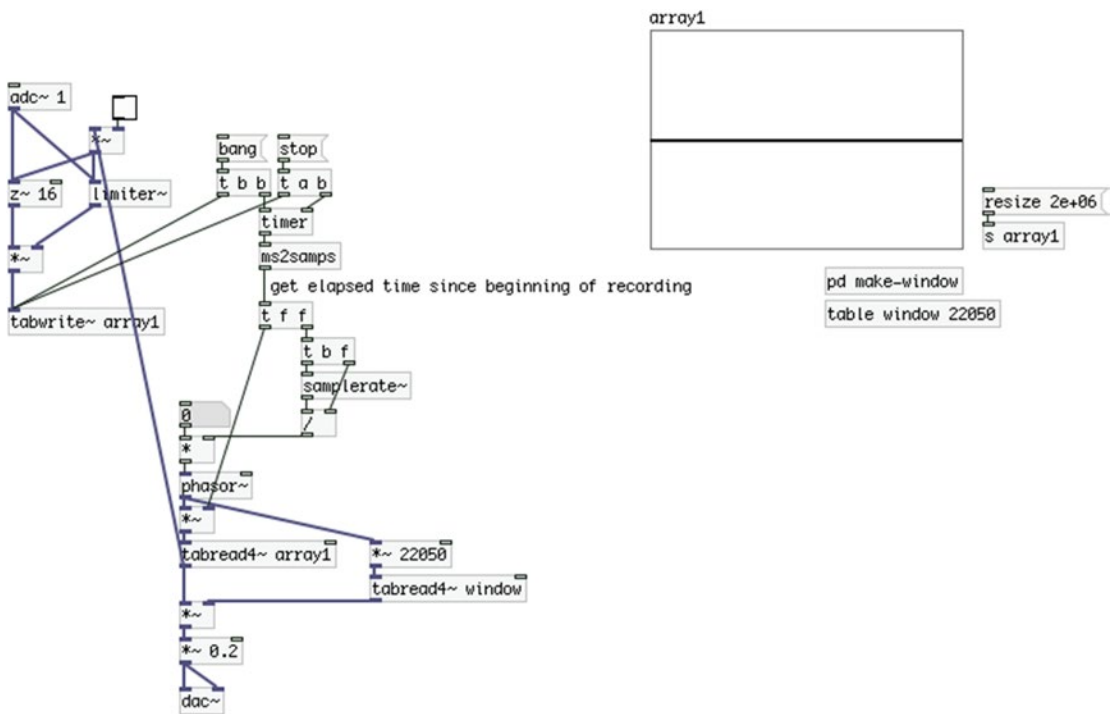 array1
adc~ 1
*~
bang
stop
z~ 16
limiter~
t b b
t a b
resize 2e+06
timer
s array1
*~
ms2samps
pd make-window
get elapsed time since beginning of recording
tabwrite~ array1
t f f
table window 22050
t b f
samplerate~
0
/
*
phasor~
*~
tabread4~ array1
*~ 22050
tabread4~ window
*~
*~ 0.2
dac~